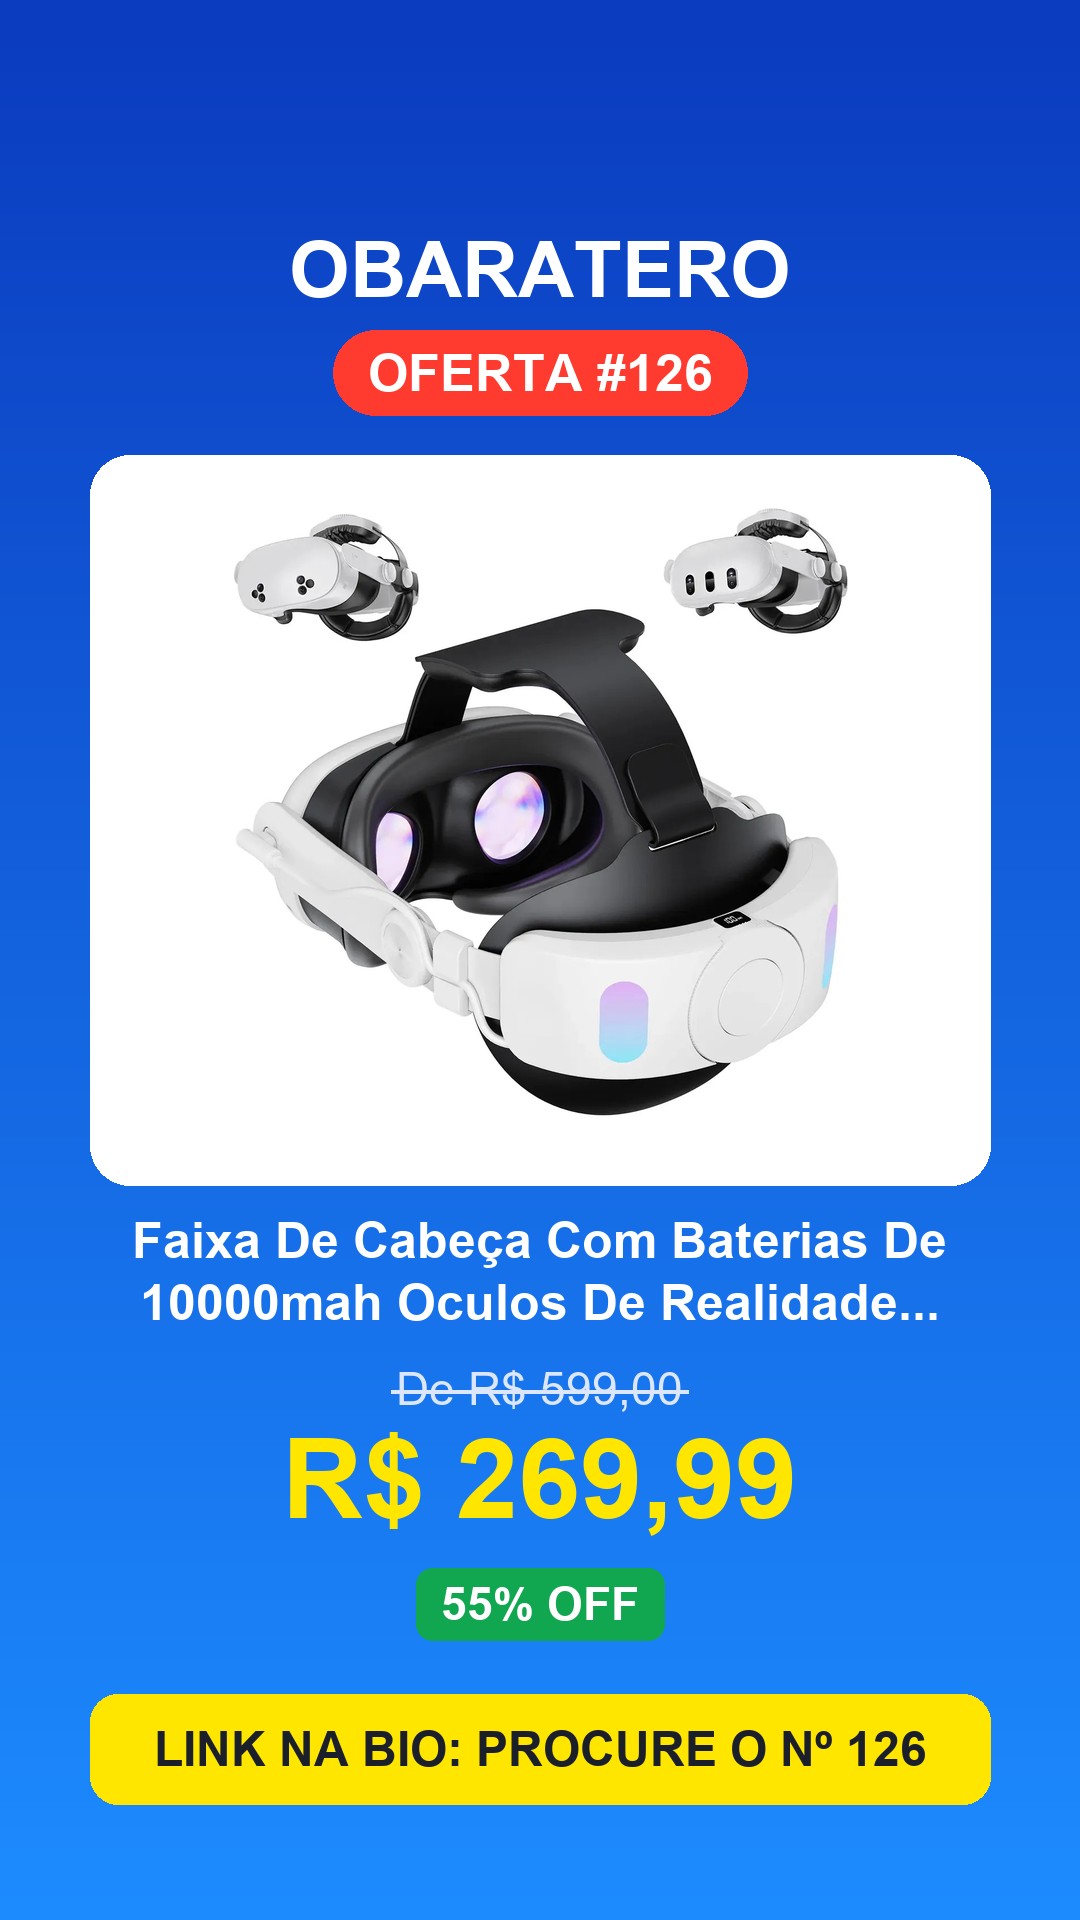 OBARATERO
OFERTA #126
Faixa De Cabeça Com Baterias De
10000mah Oculos De Realidade...
De R$ 599,00
R$ 269,99
55% OFF
LINK NA BIO: PROCURE O Nº 126